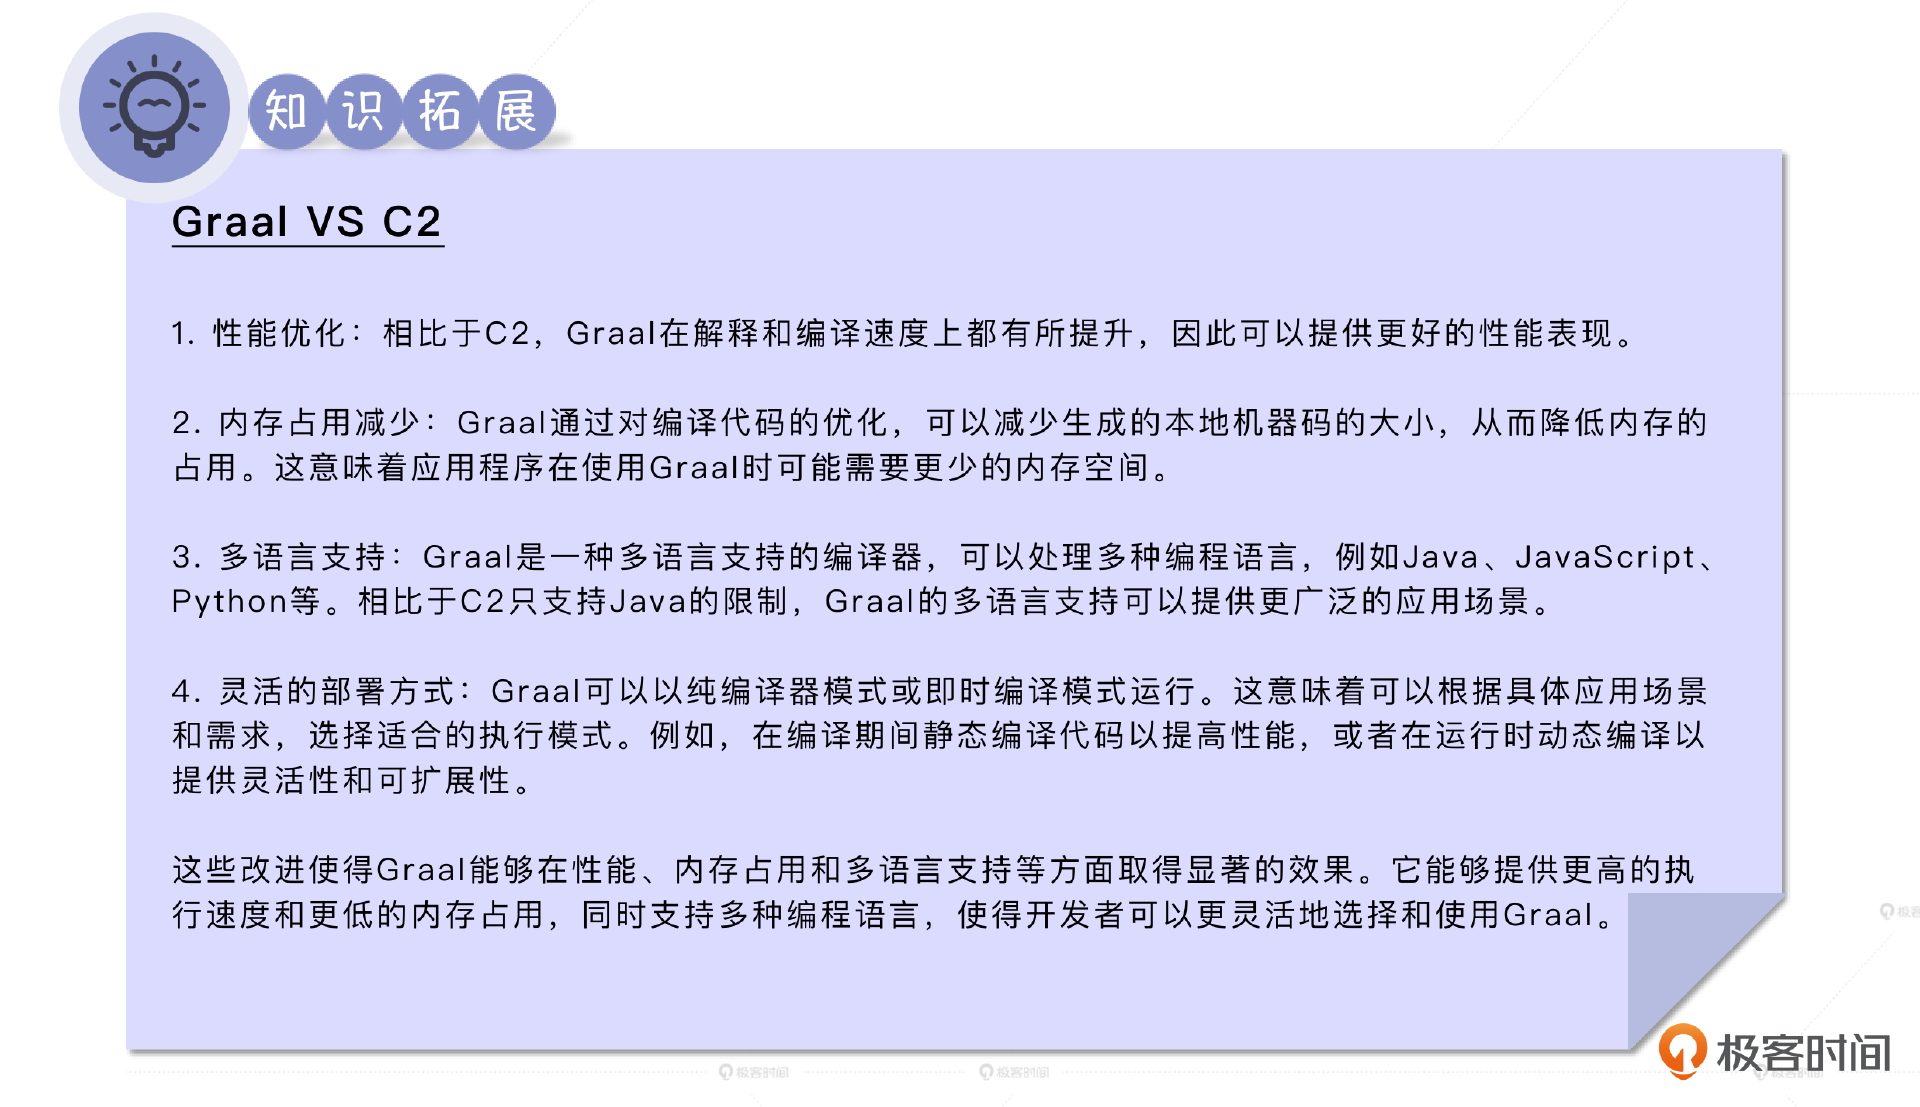 知识拓展
Graal VS C2
1. 性能优化：相比于C2，Graal在解释和编译速度上都有所提升，因此可以提供更好的性能表现。
2. 内存占用减少：Graal通过对编译代码的优化，可以减少生成的本地机器码的大小，从而降低内存的
占用。这意味着应用程序在使用Graal时可能需要更少的内存空间。
3. 多语言支持：Graal是一种多语言支持的编译器，可以处理多种编程语言，例如Java、JavaScript、
Python等。相比于C2只支持Java的限制，Graal的多语言支持可以提供更广泛的应用场景。
4. 灵活的部署方式：Graal可以以纯编译器模式或即时编译模式运行。这意味着可以根据具体应用场景
和需求，选择适合的执行模式。例如，在编译期间静态编译代码以提高性能，或者在运行时动态编译以
提供灵活性和可扩展性。
这些改进使得Graal能够在性能、内存占用和多语言支持等方面取得显著的效果。它能够提供更高的执
行速度和更低的内存占用，同时支持多种编程语言，使得开发者可以更灵活地选择和使用Graal。
极客
极客时间
极客时间
极客时间
极客时间